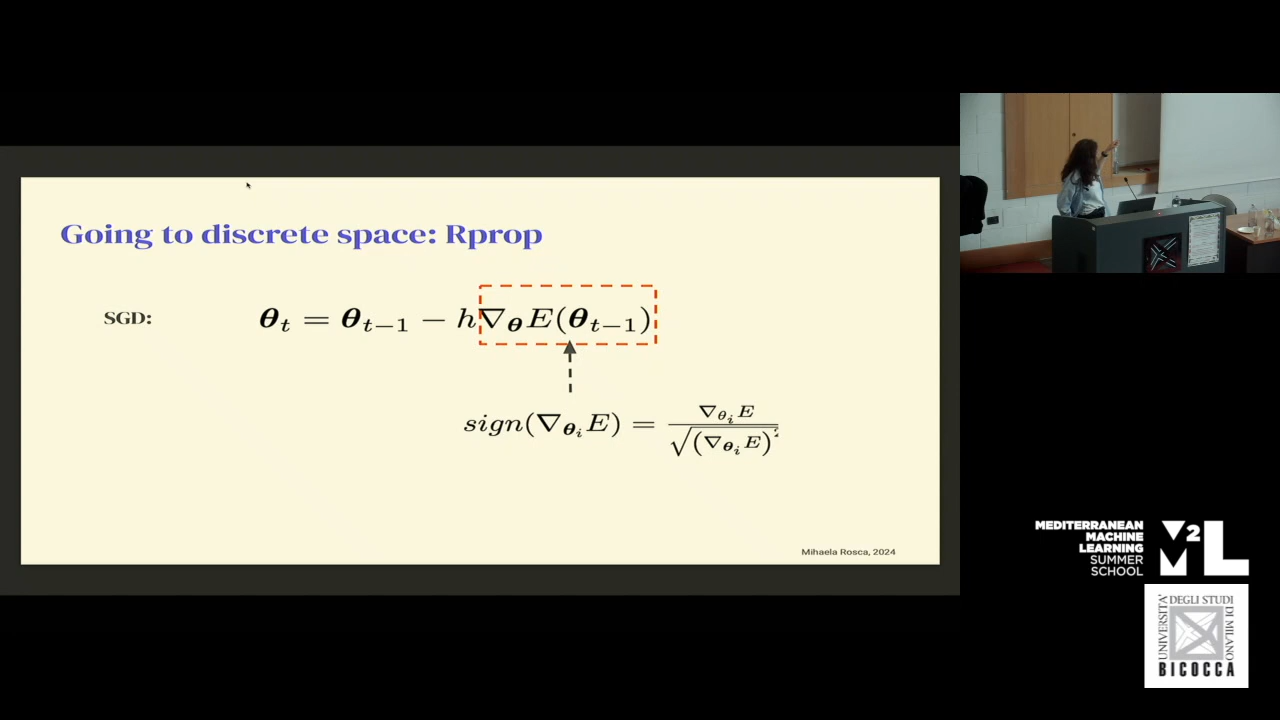 Going to discrete space: Rprop
SGD: θ_t = θ_{t−1} − h∇_θ E(θ_{t−1})
sign(∇_{θ_i} E) = ∇_{θ_i} E / √(∇_{θ_i} E)²
Mihaela Rosca, 2024
MEDITERRANEAN
MACHINE
LEARNING
SUMMER
SCHOOL
M2L
UNIVERSITA'
DEGLI STUDI
DI MILANO
BICOCCA